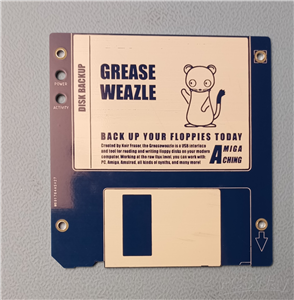 GREASE
WEAZLE
DISK BACKUP
POWER
ACTIVITY
BACK UP YOUR FLOPPIES TODAY
Created By Keir Fraser, the Greaseweazle is a USB interface
and tool for reading and writing floppy disks on your modern
computer. Working at the raw flux level, you can work with
PC, Amiga, Amstrad, all kinds of synths, and many more!
AMIGA
ACHING